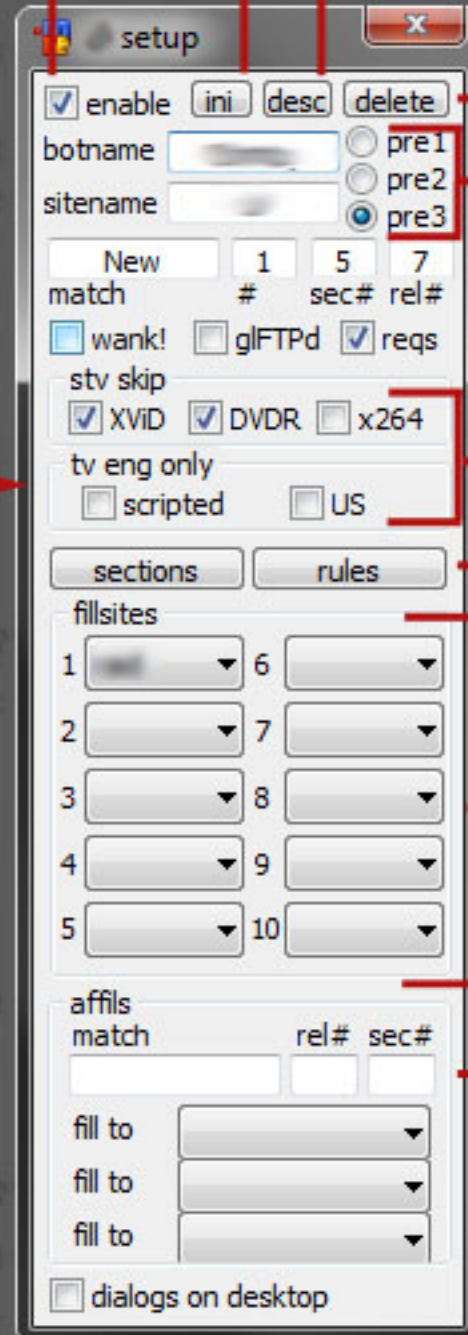 setup
enable ini desc delete
botname pre1
pre2
sitename pre3
New 1 5 7
match # sec# rel#
wank! glFTPd reqs
stv skip
XViD DVDR x264
tv eng only
scripted US
sections rules
fillsites
1 6
2 7
3 8
4 9
5 10
affils
match rel# sec#
fill to
fill to
fill to
dialogs on desktop